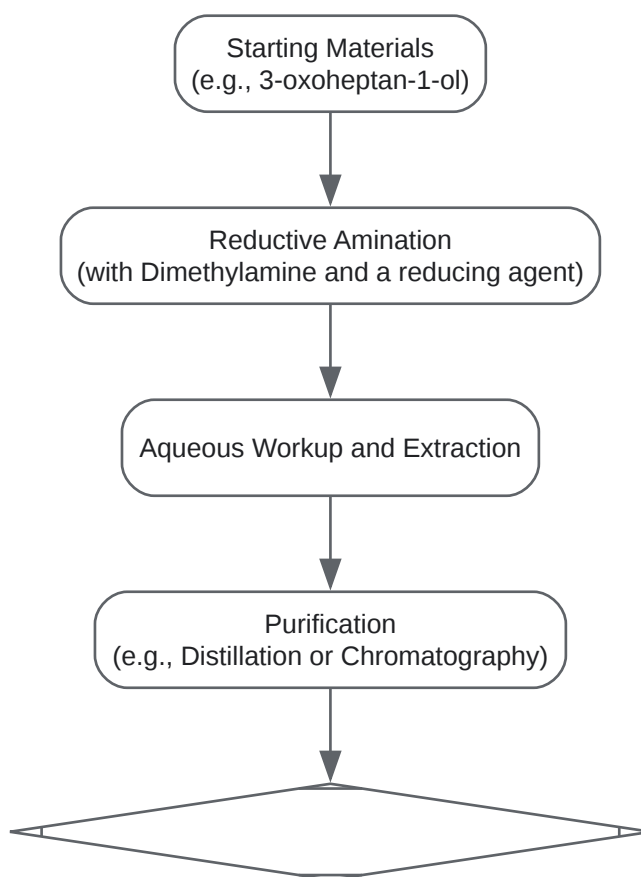 Starting Materials
(e.g., 3-oxoheptan-1-ol)
Reductive Amination
(with Dimethylamine and a reducing agent)
Aqueous Workup and Extraction
Purification
(e.g., Distillation or Chromatography)